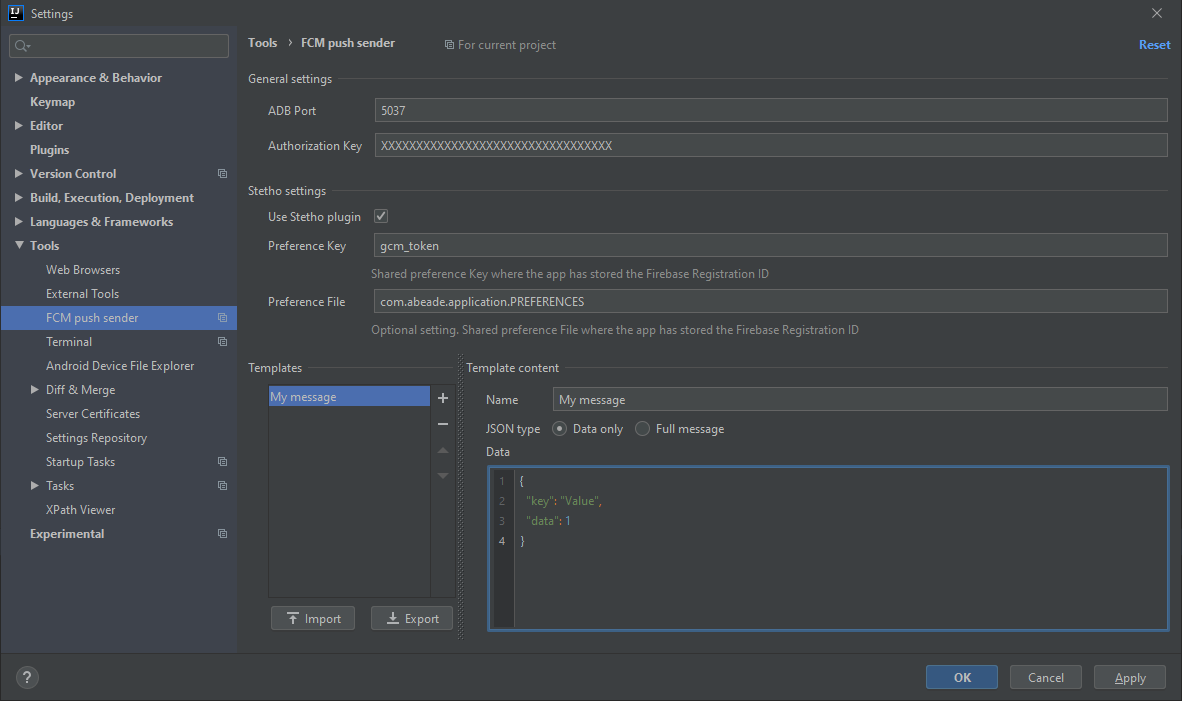 IJ Settings
Tools › FCM push sender For current project Reset
Appearance & Behavior
Keymap
Editor
Plugins
Version Control
Build, Execution, Deployment
Languages & Frameworks
Tools
Web Browsers
External Tools
FCM push sender
Terminal
Android Device File Explorer
Diff & Merge
Server Certificates
Settings Repository
Startup Tasks
Tasks
XPath Viewer
Experimental
General settings
ADB Port 5037
Authorization Key XXXXXXXXXXXXXXXXXXXXXXXXXXXXXXXXX
Stetho settings
Use Stetho plugin
Preference Key gcm_token
Shared preference Key where the app has stored the Firebase Registration ID
Preference File com.abeade.application.PREFERENCES
Optional setting. Shared preference File where the app has stored the Firebase Registration ID
Templates
My message
Import Export
Template content
Name My message
JSON type Data only Full message
Data
1 {
2 "key": "Value",
3 "data": 1
4 }
? OK Cancel Apply